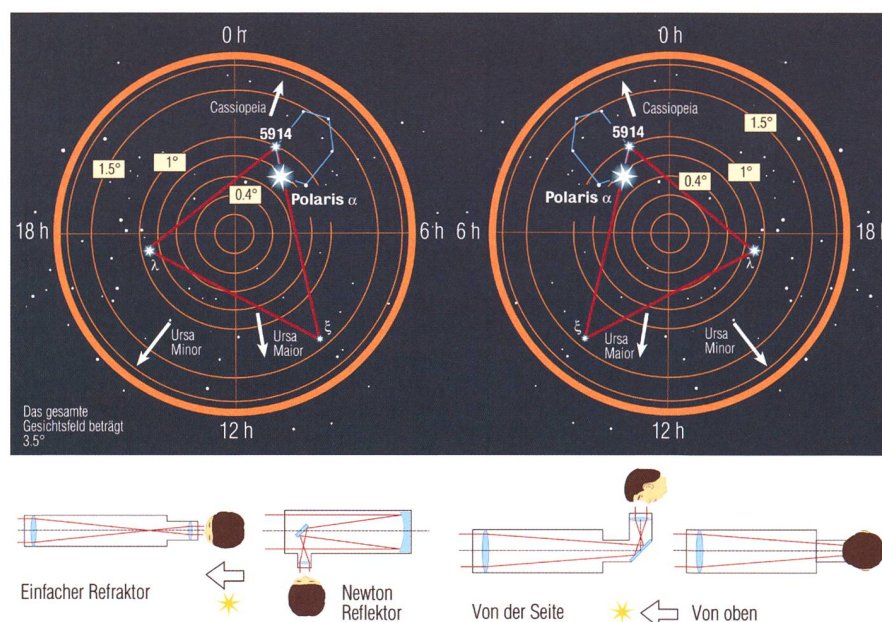 0 h
Cassiopeia
5914
1.5°
1°
0.4°
Polaris α
18 h
6 h
λ
ξ
Ursa
Minor
Ursa
Maior
12 h
Das gesamte
Gesichtsfeld beträgt
3.5°
0 h
Cassiopeia
5914
1.5°
1°
0.4°
Polaris α
6 h
18 h
λ
ξ
Ursa
Maior
Ursa
Minor
12 h
Einfacher Refraktor
Newton
Reflektor
Von der Seite
Von oben